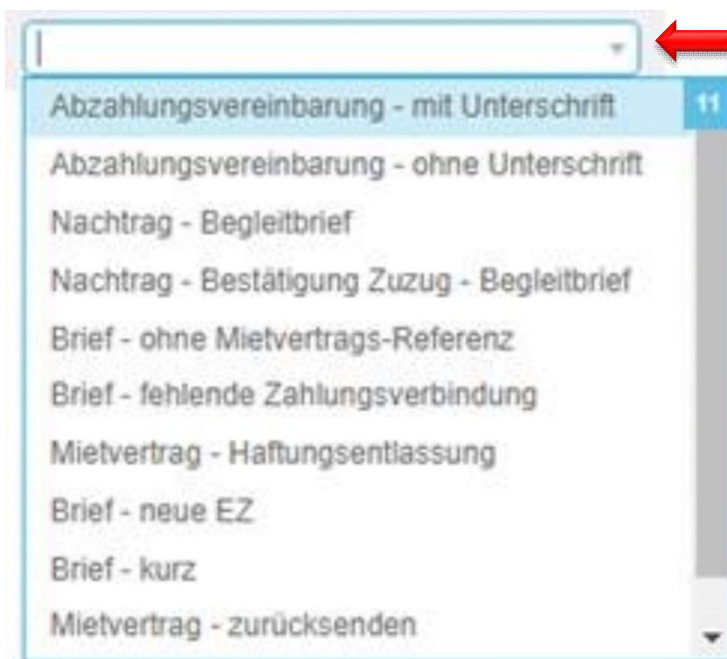 Abzahlungsvereinbarung - mit Unterschrift 11
Abzahlungsvereinbarung - ohne Unterschrift
Nachtrag - Begleitbrief
Nachtrag - Bestätigung Zuzug - Begleitbrief
Brief - ohne Mietvertrags-Referenz
Brief - fehlende Zahlungsverbindung
Mietvertrag - Haftungsentlassung
Brief - neue EZ
Brief - kurz
Mietvertrag - zurücksenden